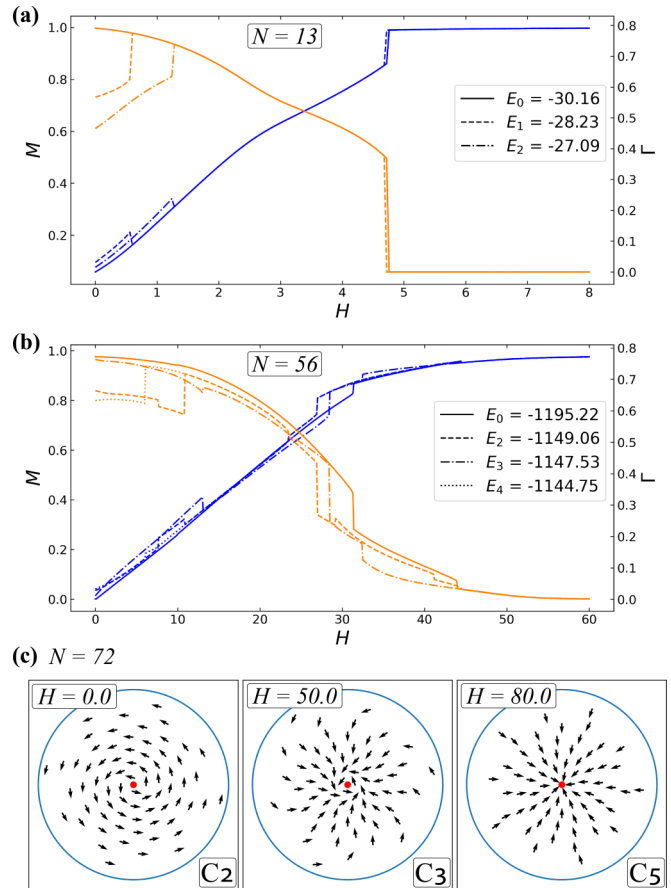 (a)
N = 13
1.0
0.8
0.6
0.4
0.2
M
0.8
0.7
0.6
0.5
0.4
0.3
0.2
0.1
0.0
Γ
E0 = -30.16
E1 = -28.23
E2 = -27.09
0 1 2 3 4 5 6 7 8
H
(b)
N = 56
1.0
0.8
0.6
0.4
0.2
0.0
M
0.8
0.7
0.6
0.5
0.4
0.3
0.2
0.1
0.0
Γ
E0 = -1195.22
E2 = -1149.06
E3 = -1147.53
E4 = -1144.75
0 10 20 30 40 50 60
H
(c) N = 72
H = 0.0 H = 50.0 H = 80.0
C2 C3 C5